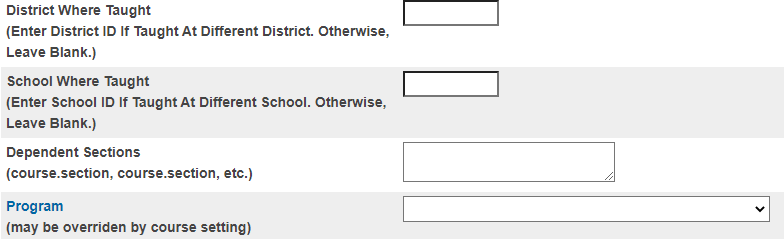 District Where Taught
(Enter District ID If Taught At Different District. Otherwise,
Leave Blank.)
School Where Taught
(Enter School ID If Taught At Different School. Otherwise,
Leave Blank.)
Dependent Sections
(course.section, course.section, etc.)
Program
(may be overriden by course setting)